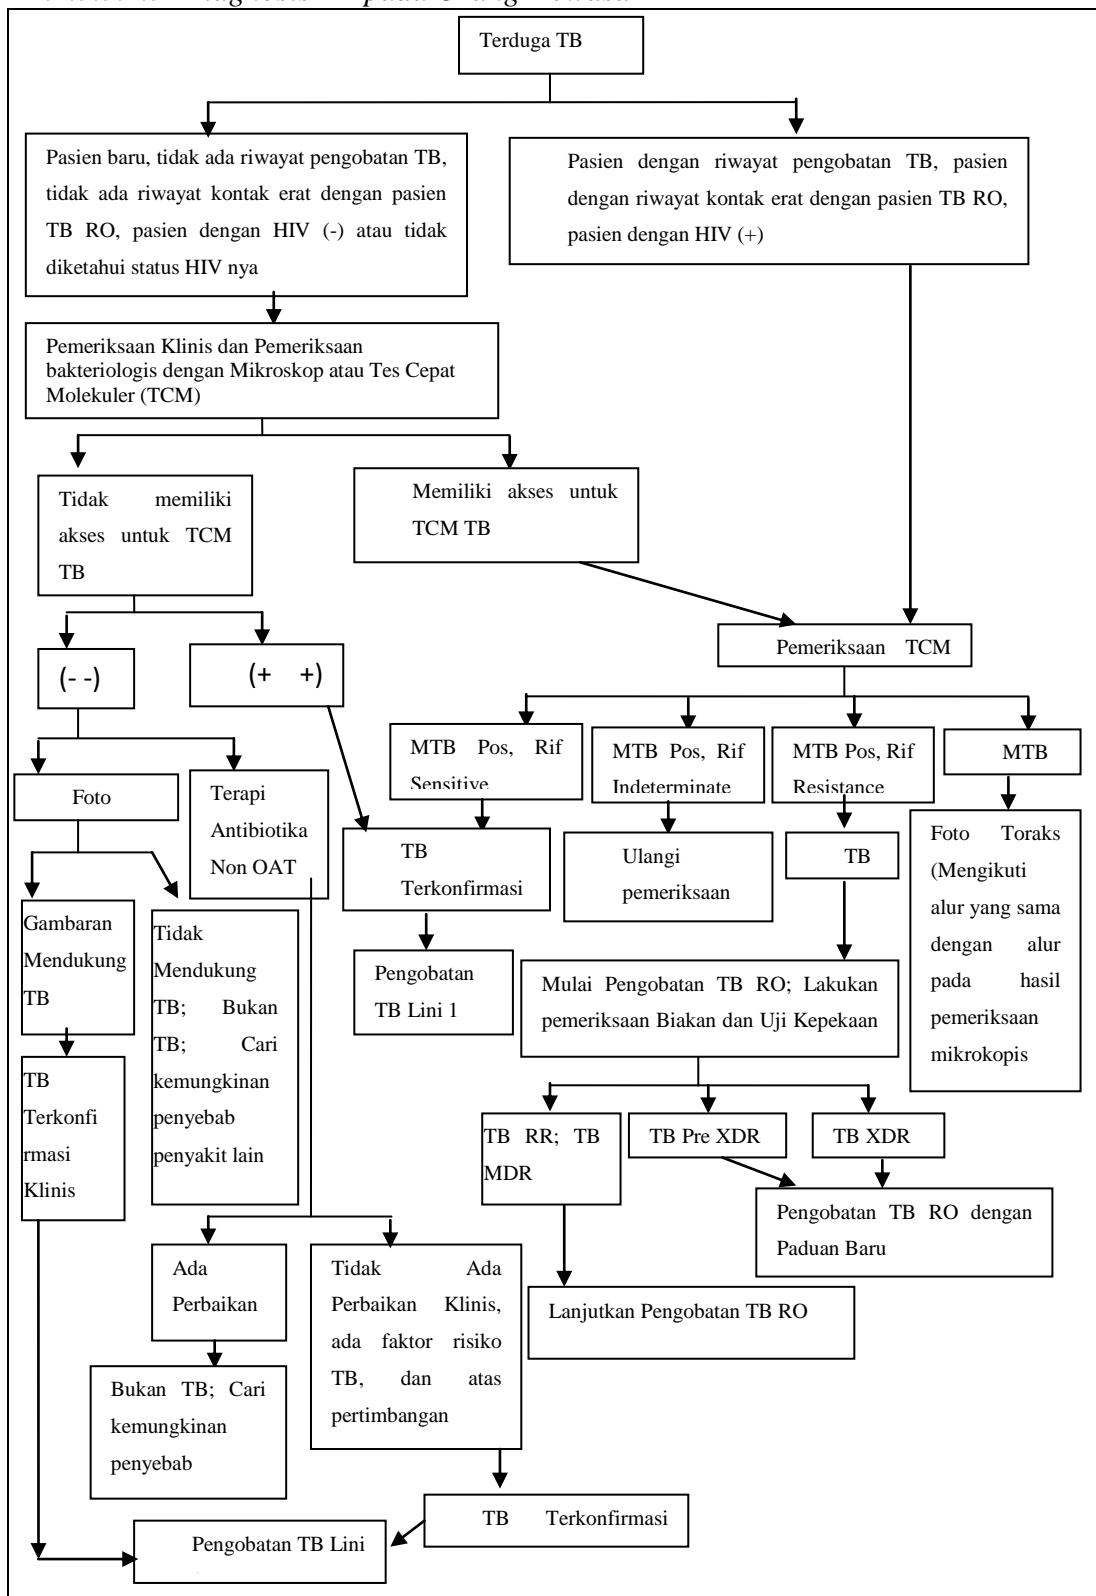 Terduga TB
Pasien baru, tidak ada riwayat pengobatan TB,
tidak ada riwayat kontak erat dengan pasien
TB RO, pasien dengan HIV (-) atau tidak
diketahui status HIV nya
Pasien dengan riwayat pengobatan TB, pasien
dengan riwayat kontak erat dengan pasien TB RO,
pasien dengan HIV (+)
Pemeriksaan Klinis dan Pemeriksaan
bakteriologis dengan Mikroskop atau Tes Cepat
Molekuler (TCM)
Tidak memiliki
akses untuk TCM
TB
Memiliki akses untuk
TCM TB
(- -)
(+ +)
Pemeriksaan TCM
MTB Pos, Rif
Sensitive
MTB Pos, Rif
Indeterminate
MTB Pos, Rif
Resistance
MTB
Foto
Terapi
Antibiotika
Non OAT
TB
Terkonfirmasi
Ulangi
pemeriksaan
TB
Foto Toraks
(Mengikuti
alur yang sama
dengan alur
pada hasil
pemeriksaan
mikrokopis
Gambaran
Mendukung
TB
Tidak
Mendukung
TB; Bukan
TB; Cari
kemungkinan
penyebab
penyakit lain
Pengobatan
TB Lini 1
Mulai Pengobatan TB RO; Lakukan
pemeriksaan Biakan dan Uji Kepekaan
TB
Terkonfi
rmasi
Klinis
TB RR; TB
MDR
TB Pre XDR
TB XDR
Pengobatan TB RO dengan
Paduan Baru
Ada
Perbaikan
Tidak Ada
Perbaikan Klinis,
ada faktor risiko
TB, dan atas
pertimbangan
Lanjutkan Pengobatan TB RO
Bukan TB; Cari
kemungkinan
penyebab
TB Terkonfirmasi
Pengobatan TB Lini